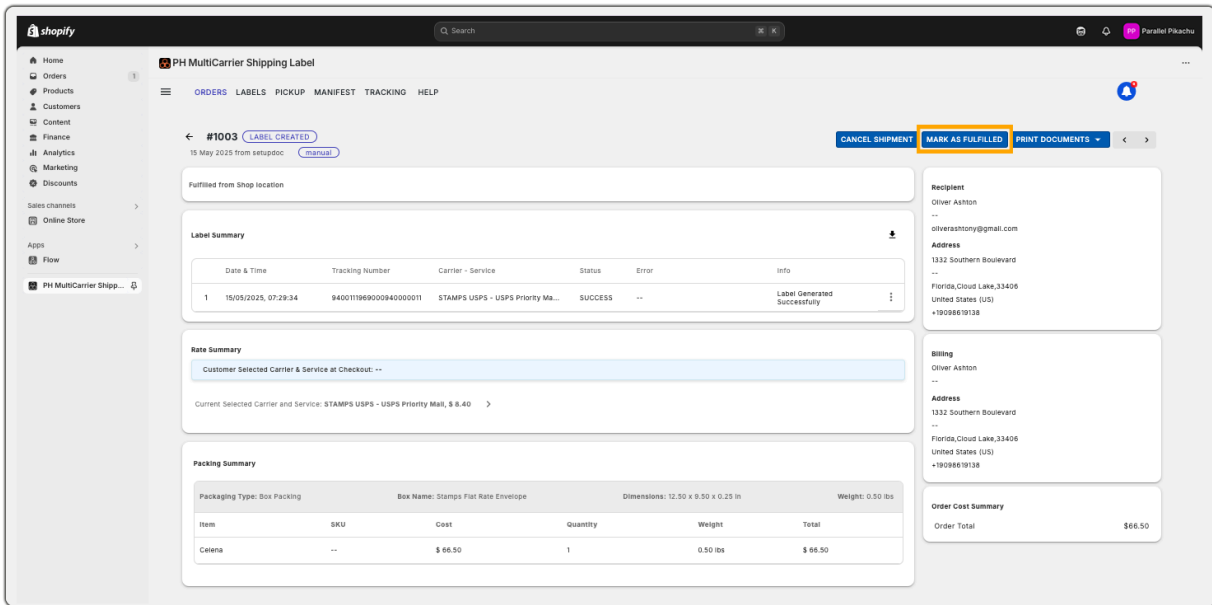 shopify
Search
⌘ K
PP Parallel Pikachu
Home
Orders 1
Products
Customers
Content
Finance
Analytics
Marketing
Discounts
Sales channels
Online Store
Apps
Flow
PH MultiCarrier Shipp...
PH MultiCarrier Shipping Label
ORDERS LABELS PICKUP MANIFEST TRACKING HELP
#1003 LABEL CREATED
15 May 2025 from setupdoc manual
CANCEL SHIPMENT MARK AS FULFILLED PRINT DOCUMENTS
Fulfilled from Shop location
Label Summary
Date & Time Tracking Number Carrier - Service Status Error Info
1 15/05/2025, 07:29:34 9400111969000940000011 STAMPS USPS - USPS Priority Ma... SUCCESS -- Label Generated
Successfully
Rate Summary
Customer Selected Carrier & Service at Checkout: --
Current Selected Carrier and Service: STAMPS USPS - USPS Priority Mail, $ 8.40
Packing Summary
Packaging Type: Box Packing Box Name: Stamps Flat Rate Envelope Dimensions: 12.50 x 9.50 x 0.25 in Weight: 0.50 lbs
Item SKU Cost Quantity Weight Total
Celena -- $ 66.50 1 0.50 lbs $ 66.50
Recipient
Oliver Ashton
--
oliverashtony@gmail.com
Address
1332 Southern Boulevard
--
Florida,Cloud Lake,33406
United States (US)
+19098619138
Billing
Oliver Ashton
--
Address
1332 Southern Boulevard
--
Florida,Cloud Lake,33406
United States (US)
+19098619138
Order Cost Summary
Order Total $66.50